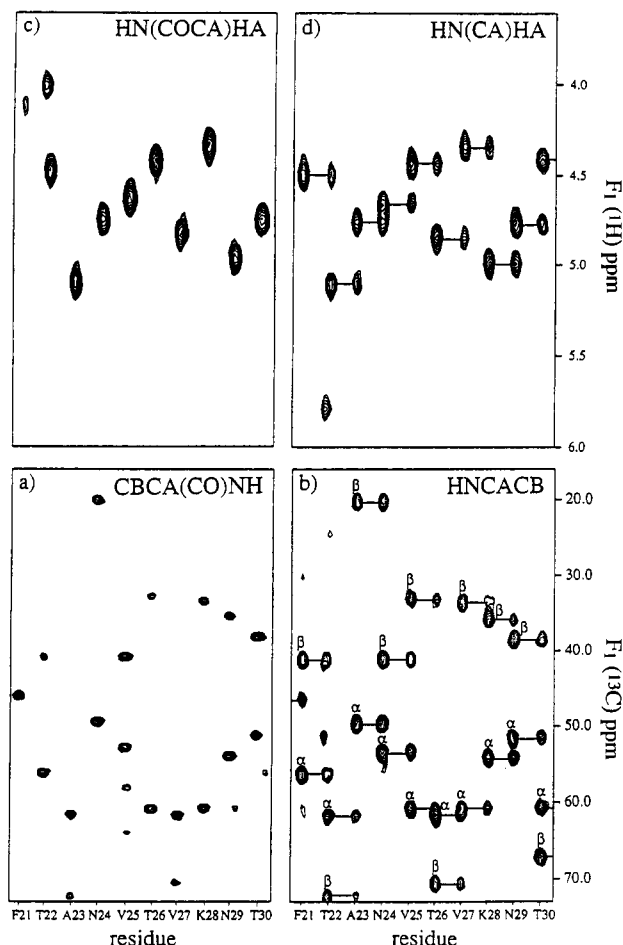 c) HN(COCA)HA
d) HN(CA)HA
4.0
4.5
5.0
5.5
6.0
F1 (1H) ppm
a) CBCA(CO)NH
b) HNCACB
β
20.0
30.0
β
β
β
β
β
β
40.0
α
α
α
α
50.0
α
α
α
α
α
α
60.0
β
β
β
70.0
F1 (13C) ppm
F21 T22 A23 N24 V25 T26 V27 K28 N29 T30
F21 T22 A23 N24 V25 T26 V27 K28 N29 T30
residue
residue